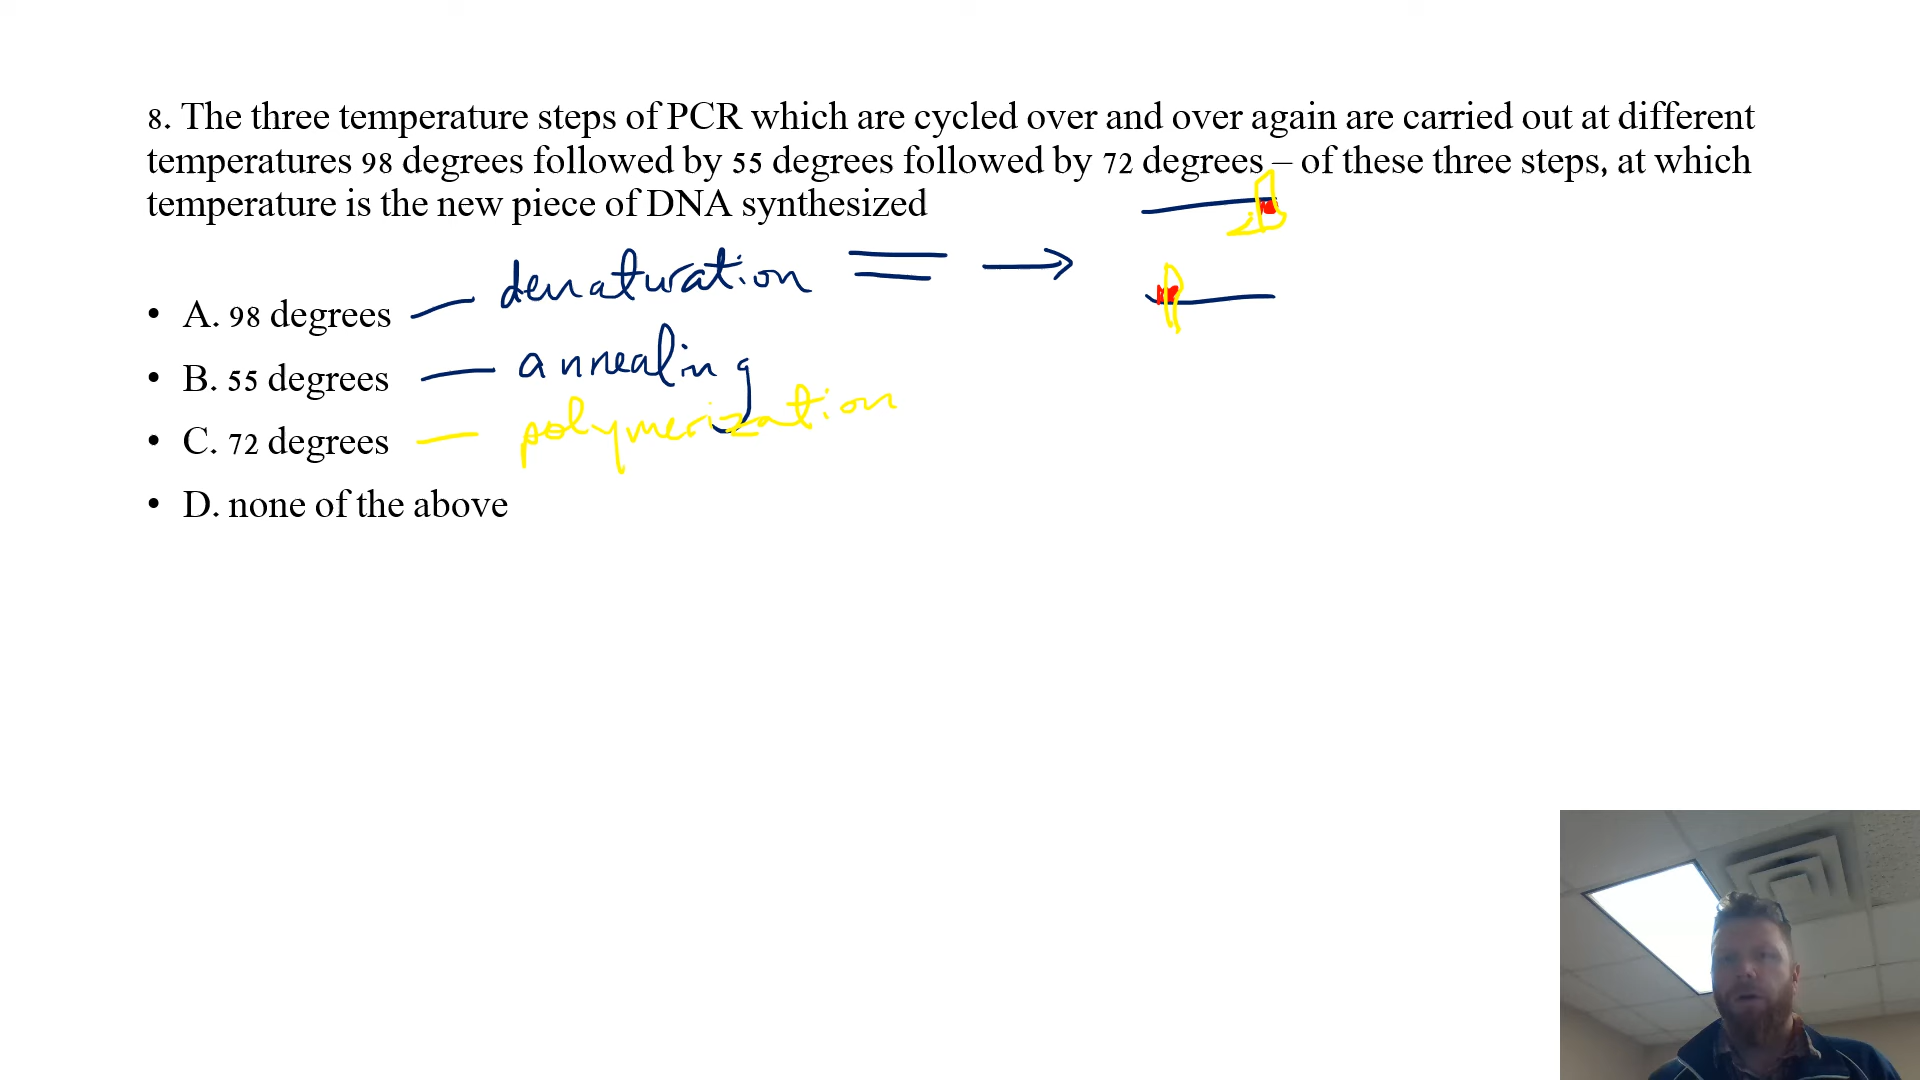 8. The three temperature steps of PCR which are cycled over and over again are carried out at different
temperatures 98 degrees followed by 55 degrees followed by 72 degrees – of these three steps, at which
temperature is the new piece of DNA synthesized
• A. 98 degrees — denaturation
• B. 55 degrees — annealing
• C. 72 degrees — polymerization
• D. none of the above